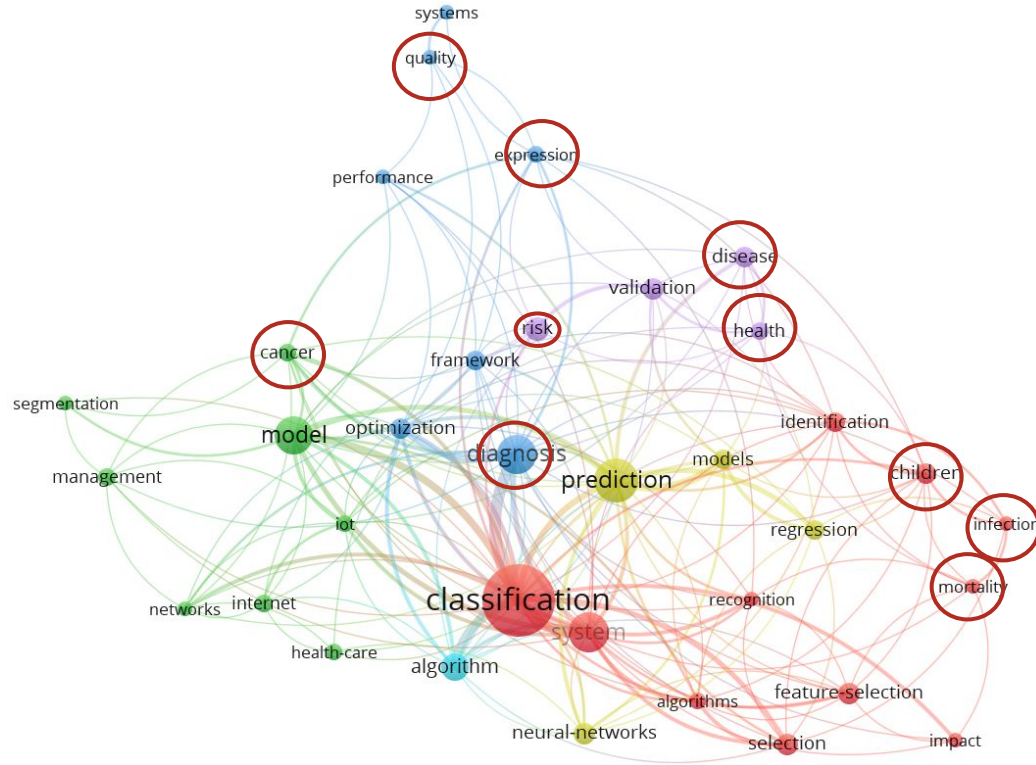 systems
quality
expression
performance
disease
validation
risk
health
cancer
framework
segmentation
identification
model
optimization
diagnosis
models
children
management
prediction
iot
regression
infection
mortality
classification
recognition
networks
internet
system
health-care
algorithm
feature-selection
algorithms
neural-networks
selection
impact